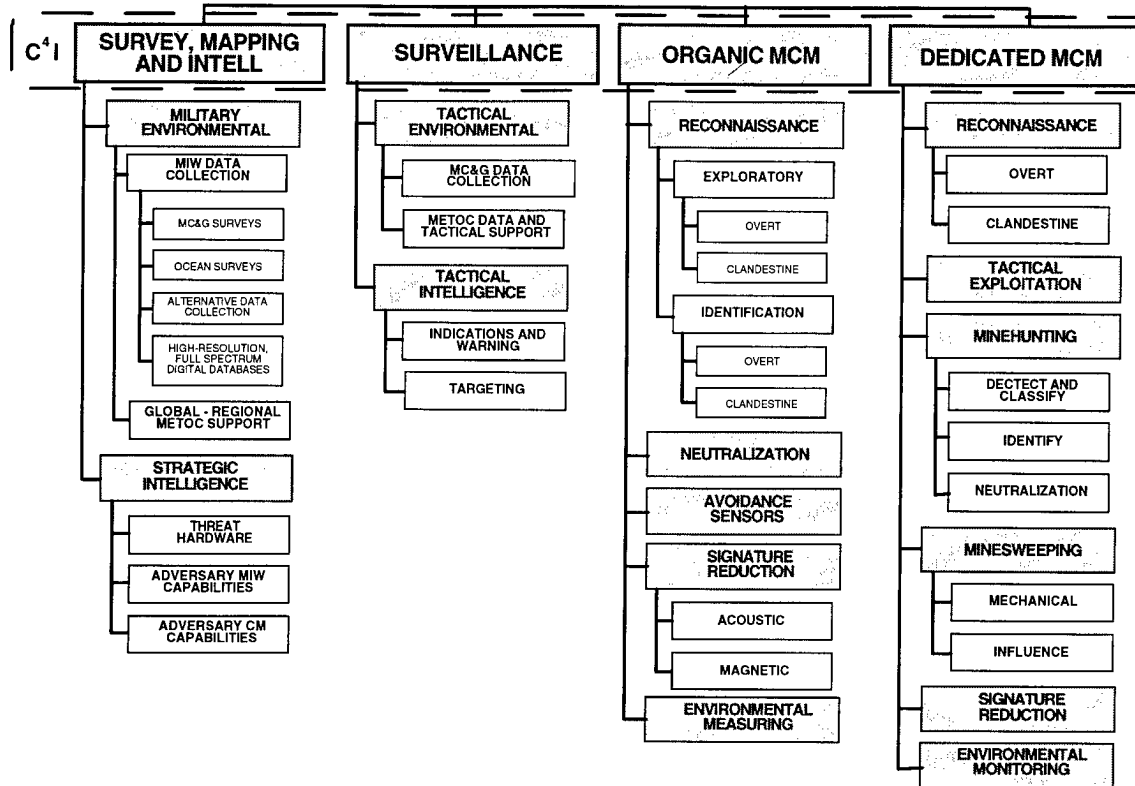 C⁴I
SURVEY, MAPPING
AND INTELL
MILITARY
ENVIRONMENTAL
MIW DATA
COLLECTION
MC&G SURVEYS
OCEAN SURVEYS
ALTERNATIVE DATA
COLLECTION
HIGH-RESOLUTION,
FULL SPECTRUM
DIGITAL DATABASES
GLOBAL - REGIONAL
METOC SUPPORT
STRATEGIC
INTELLIGENCE
THREAT
HARDWARE
ADVERSARY MIW
CAPABILITIES
ADVERSARY CM
CAPABILITIES
SURVEILLANCE
TACTICAL
ENVIRONMENTAL
MC&G DATA
COLLECTION
METOC DATA AND
TACTICAL SUPPORT
TACTICAL
INTELLIGENCE
INDICATIONS AND
WARNING
TARGETING
ORGANIC MCM
RECONNAISSANCE
EXPLORATORY
OVERT
CLANDESTINE
IDENTIFICATION
OVERT
CLANDESTINE
NEUTRALIZATION
AVOIDANCE
SENSORS
SIGNATURE
REDUCTION
ACOUSTIC
MAGNETIC
ENVIRONMENTAL
MEASURING
DEDICATED MCM
RECONNAISSANCE
OVERT
CLANDESTINE
TACTICAL
EXPLOITATION
MINEHUNTING
DECTECT AND
CLASSIFY
IDENTIFY
NEUTRALIZATION
MINESWEEPING
MECHANICAL
INFLUENCE
SIGNATURE
REDUCTION
ENVIRONMENTAL
MONITORING